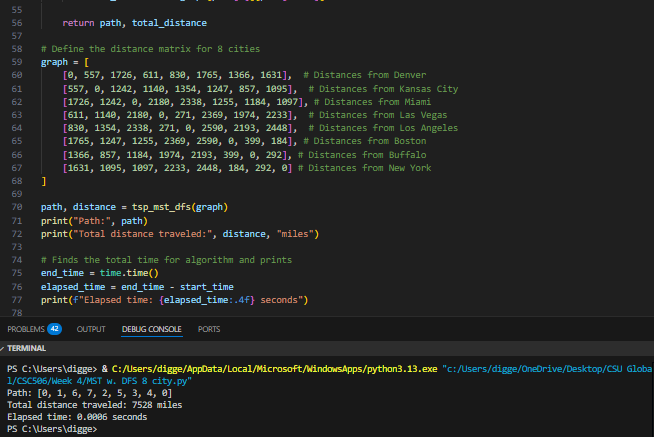 55
56 return path, total_distance
57
58 # Define the distance matrix for 8 cities
59 graph = [
60 [0, 557, 1726, 611, 830, 1765, 1366, 1631], # Distances from Denver
61 [557, 0, 1242, 1140, 1354, 1247, 857, 1095], # Distances from Kansas City
62 [1726, 1242, 0, 2180, 2338, 1255, 1184, 1097], # Distances from Miami
63 [611, 1140, 2180, 0, 271, 2369, 1974, 2233], # Distances from Las Vegas
64 [830, 1354, 2338, 271, 0, 2590, 2193, 2448], # Distances from Los Angeles
65 [1765, 1247, 1255, 2369, 2590, 0, 399, 184], # Distances from Boston
66 [1366, 857, 1184, 1974, 2193, 399, 0, 292], # Distances from Buffalo
67 [1631, 1095, 1097, 2233, 2448, 184, 292, 0] # Distances from New York
68 ]
69
70 path, distance = tsp_mst_dfs(graph)
71 print("Path:", path)
72 print("Total distance traveled:", distance, "miles")
73
74 # Finds the total time for algorithm and prints
75 end_time = time.time()
76 elapsed_time = end_time - start_time
77 print(f"Elapsed time: {elapsed_time:.4f} seconds")
78
PROBLEMS 42 OUTPUT DEBUG CONSOLE PORTS
TERMINAL
PS C:\Users\digge> & C:/Users/digge/AppData/Local/Microsoft/WindowsApps/python3.13.exe "c:/Users/digge/OneDrive/Desktop/CSU Globa
l/CSC506/Week 4/MST w. DFS 8 city.py"
Path: [0, 1, 6, 7, 2, 5, 3, 4, 0]
Total distance traveled: 7528 miles
Elapsed time: 0.0006 seconds
PS C:\Users\digge>